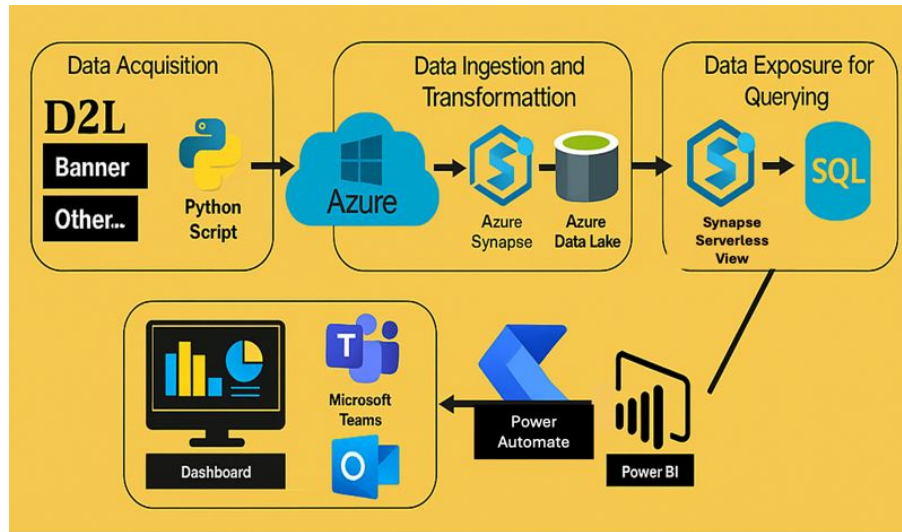 Data Acquisition
D2L
Banner
Other...
Python
Script
Azure
Data Ingestion and
Transformattion
Azure
Synapse
Azure
Data Lake
Data Exposure for
Querying
Synapse
Serverless
View
SQL
Dashboard
T
Microsoft
Teams
O
Power
Automate
Power BI